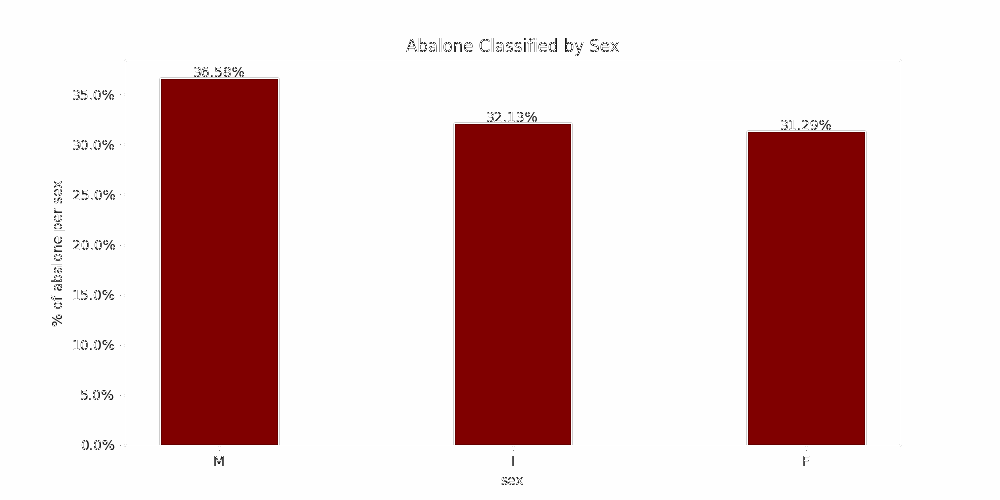 Abalone Classified by Sex
36.58%
32.13%
31.29%
35.0%
30.0%
25.0%
20.0%
15.0%
10.0%
5.0%
0.0%
% of abalone per sex
M
I
F
sex